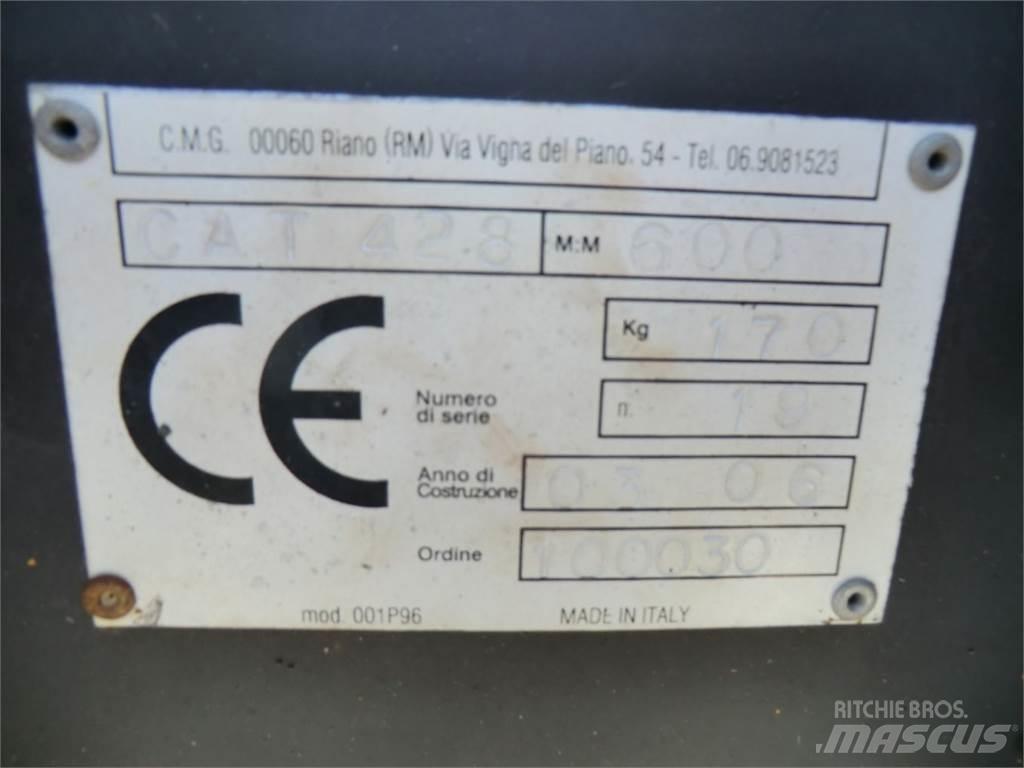 C.M.G. 00060 Riano (RM) Via Vigna del Piano, 54 - Tel. 06.9081523
CAT 428 M:M 600
CE
Kg 170
Numero di serie n. 19
Anno di Costruzione 03 06
Ordine 100030
mod. 001P96 MADE IN ITALY
RITCHIE BROS.
MASCUS